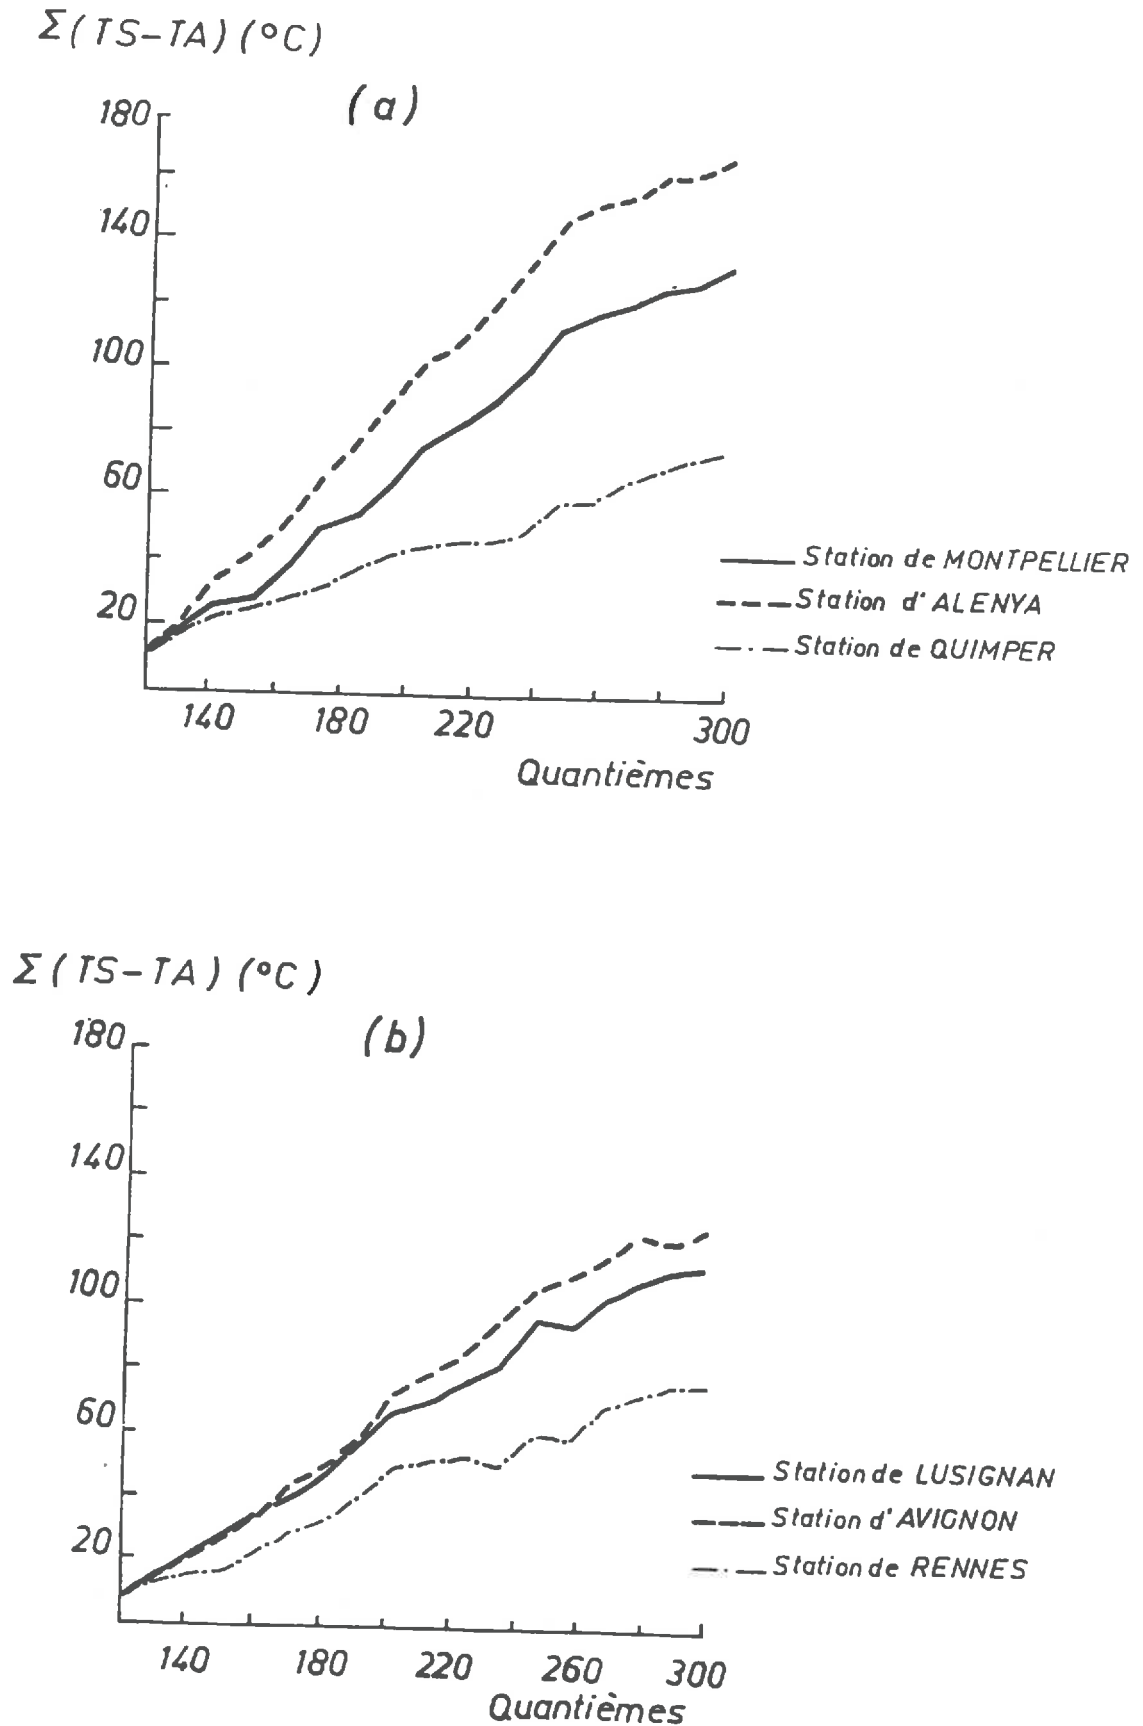 Σ(TS-TA)(°C)
(a)
180
140
100
60
20
Station de MONTPELLIER
Station d'ALENYA
Station de QUIMPER
140 180 220 300
Quantièmes
Σ(TS-TA)(°C)
(b)
180
140
100
60
20
Station de LUSIGNAN
Station d'AVIGNON
Station de RENNES
140 180 220 260 300
Quantièmes